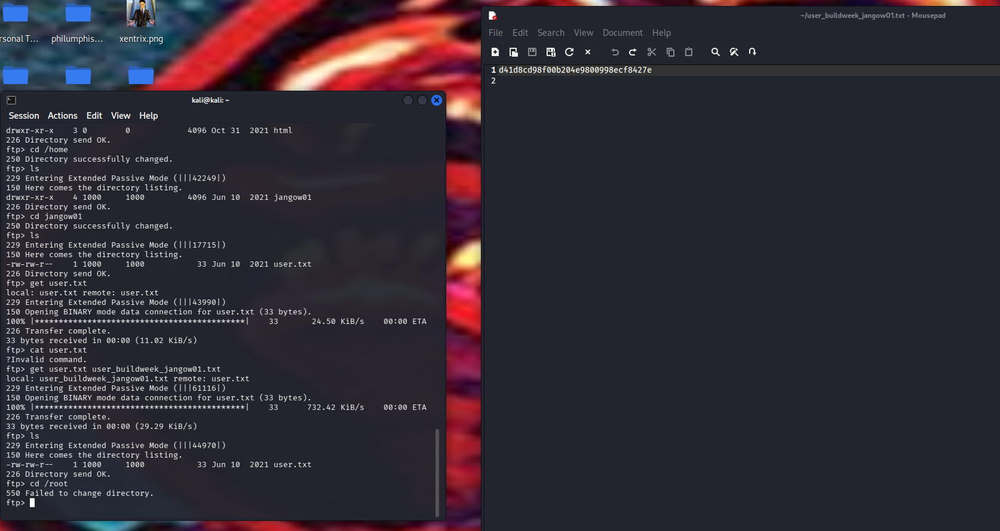 rsonal T...
philumphis...
xentrix.png
kali@kali: ~
Session Actions Edit View Help
drwxr-xr-x    3 0        0            4096 Oct 31  2021 html
226 Directory send OK.
ftp> cd /home
250 Directory successfully changed.
ftp> ls
229 Entering Extended Passive Mode (|||42249|)
150 Here comes the directory listing.
drwxr-xr-x    4 1000     1000         4096 Jun 10  2021 jangow01
226 Directory send OK.
ftp> cd jangow01
250 Directory successfully changed.
ftp> ls
229 Entering Extended Passive Mode (|||17715|)
150 Here comes the directory listing.
-rw-rw-r--    1 1000     1000           33 Jun 10  2021 user.txt
226 Directory send OK.
ftp> get user.txt
local: user.txt remote: user.txt
229 Entering Extended Passive Mode (|||43990|)
150 Opening BINARY mode data connection for user.txt (33 bytes).
100% |********************************************|    33       24.50 KiB/s    00:00 ETA
226 Transfer complete.
33 bytes received in 00:00 (11.02 KiB/s)
ftp> cat user.txt
?Invalid command.
ftp> get user.txt user_buildweek_jangow01.txt
local: user_buildweek_jangow01.txt remote: user.txt
229 Entering Extended Passive Mode (|||61116|)
150 Opening BINARY mode data connection for user.txt (33 bytes).
100% |********************************************|    33      732.42 KiB/s    00:00 ETA
226 Transfer complete.
33 bytes received in 00:00 (29.29 KiB/s)
ftp> ls
229 Entering Extended Passive Mode (|||44970|)
150 Here comes the directory listing.
-rw-rw-r--    1 1000     1000           33 Jun 10  2021 user.txt
226 Directory send OK.
ftp> cd /root
550 Failed to change directory.
ftp>
~/user_buildweek_jangow01.txt - Mousepad
File Edit Search View Document Help
1 d41d8cd98f00b204e9800998ecf8427e
2